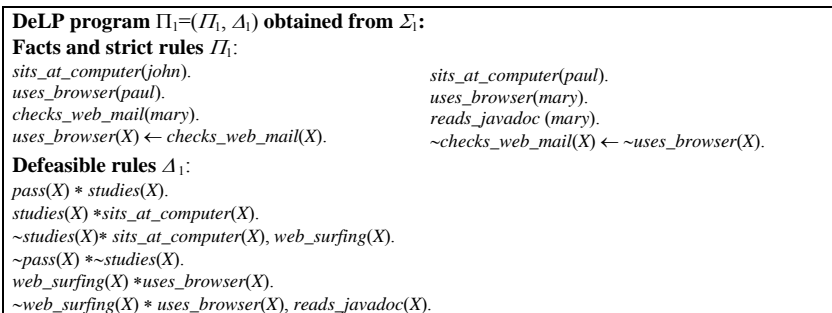 DeLP program Π₁=(Π₁, Δ₁) obtained from Σ₁:
Facts and strict rules Π₁:
sits_at_computer(john).
uses_browser(paul).
checks_web_mail(mary).
uses_browser(X) ← checks_web_mail(X).
sits_at_computer(paul).
uses_browser(mary).
reads_javadoc (mary).
~checks_web_mail(X) ← ~uses_browser(X).
Defeasible rules Δ₁:
pass(X) * studies(X).
studies(X) *sits_at_computer(X).
~studies(X)* sits_at_computer(X), web_surfing(X).
~pass(X) *~studies(X).
web_surfing(X) *uses_browser(X).
~web_surfing(X) * uses_browser(X), reads_javadoc(X).